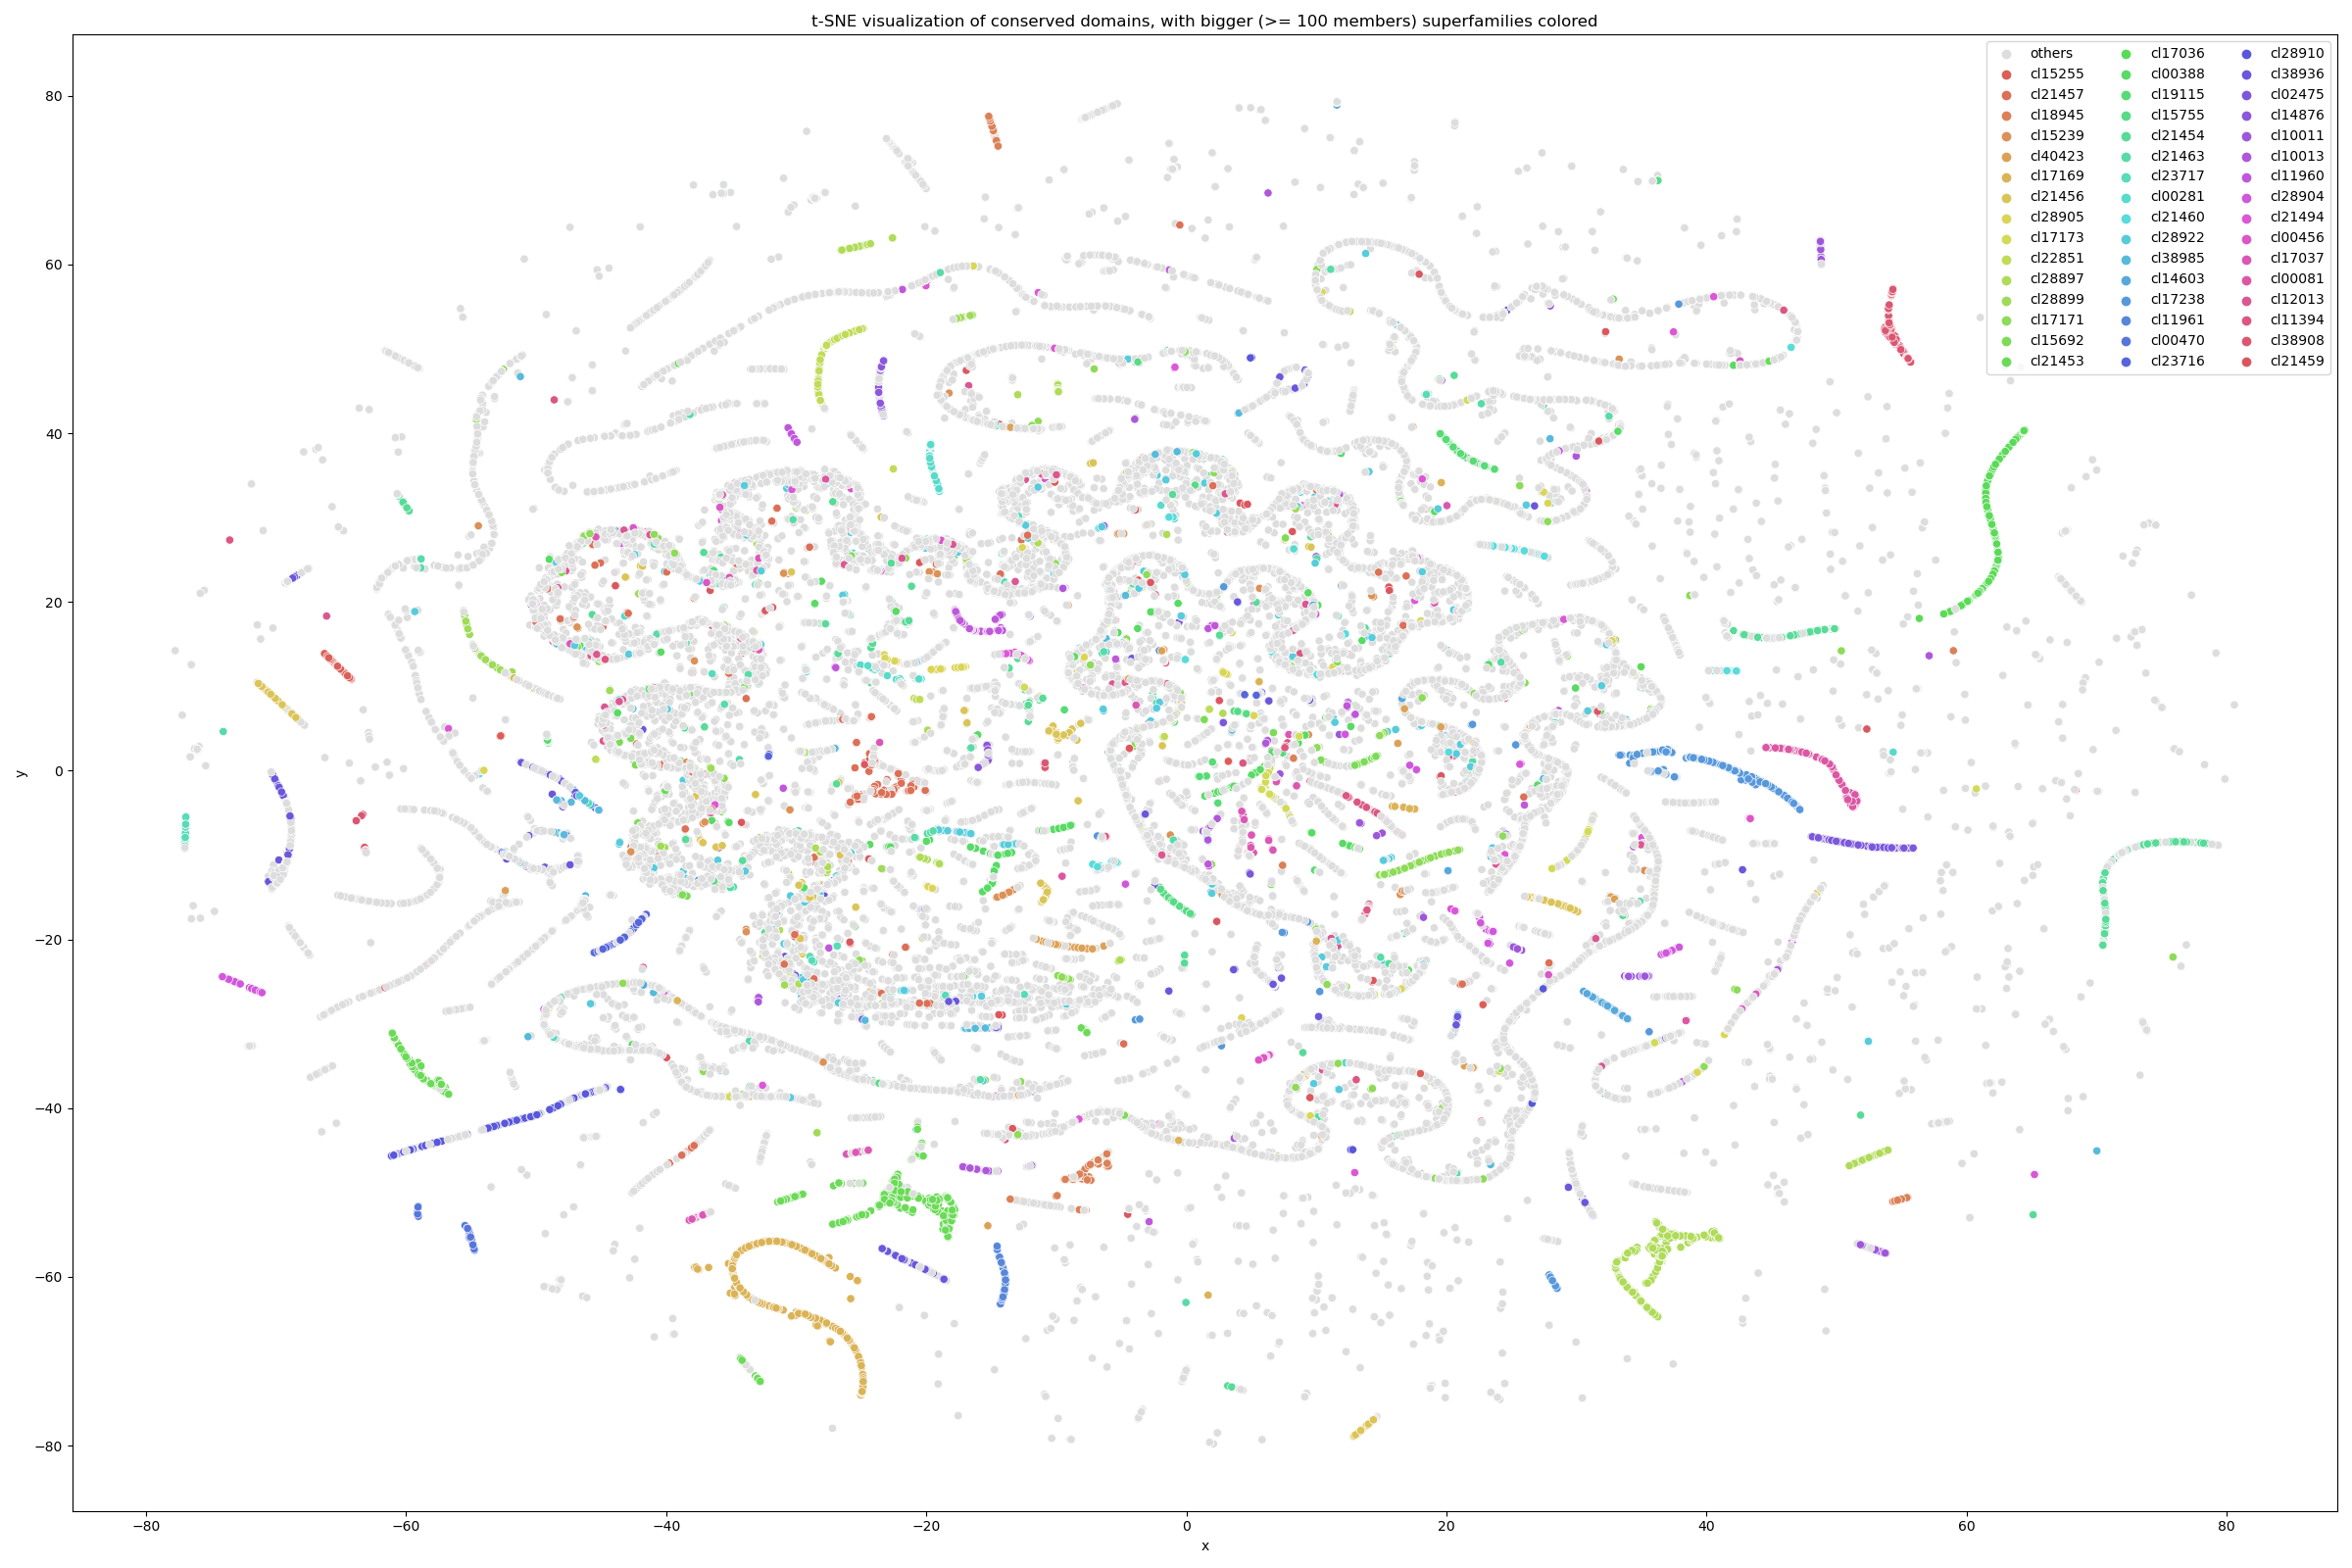 t-SNE visualization of conserved domains, with bigger (>= 100 members) superfamilies colored
others cl17036 cl28910
cl15255 cl00388 cl38936
cl21457 cl19115 cl02475
cl18945 cl15755 cl14876
cl15239 cl21454 cl10011
cl40423 cl21463 cl10013
cl17169 cl23717 cl11960
cl21456 cl00281 cl28904
cl28905 cl21460 cl21494
cl17173 cl28922 cl00456
cl22851 cl38985 cl17037
cl28897 cl14603 cl00081
cl28899 cl17238 cl12013
cl17171 cl11961 cl11394
cl15692 cl00470 cl38908
cl21453 cl23716 cl21459
80
60
40
20
0
−20
−40
−60
−80
y
−80 −60 −40 −20 0 20 40 60 80
x